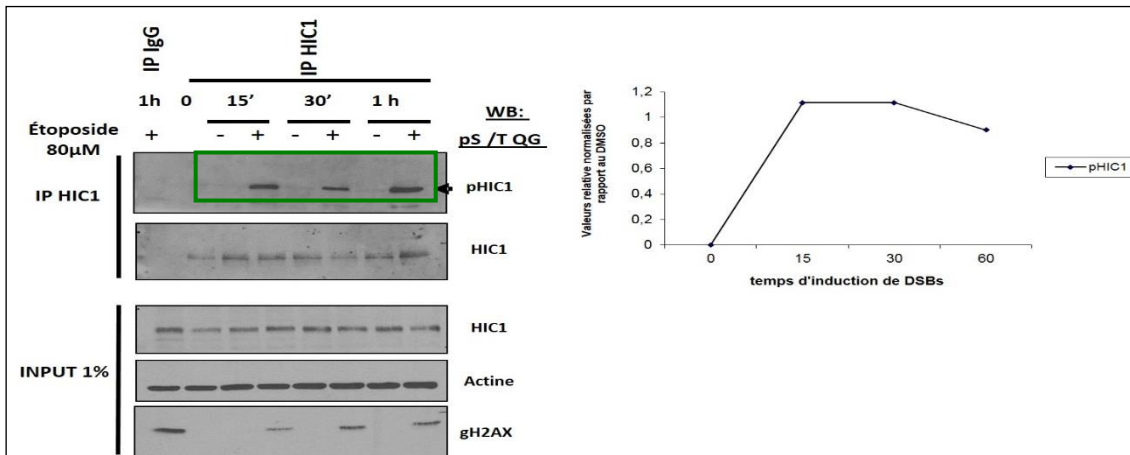 IP IgG
IP HIC1
1h 0 15’ 30’ 1 h
WB:
Étoposide
80µM
+ - + - + - +
pS /T QG
IP HIC1
pHIC1
HIC1
INPUT 1%
HIC1
Actine
gH2AX
Valeurs relative normalisées par
rapport au DMSO
1,2
1
0,8
0,6
0,4
0,2
0
0 15 30 60
temps d'induction de DSBs
pHIC1